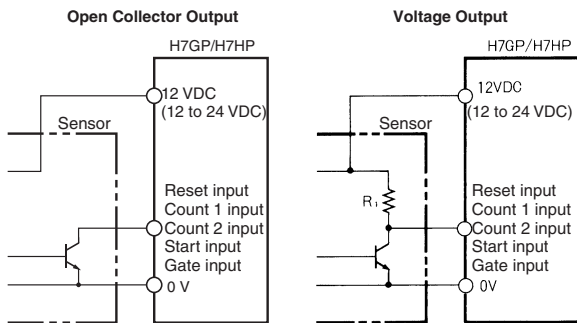 Open Collector Output
H7GP/H7HP
12 VDC
(12 to 24 VDC)
Sensor
Reset input
Count 1 input
Count 2 input
Start input
Gate input
0 V
Voltage Output
H7GP/H7HP
12VDC
(12 to 24 VDC)
Sensor
R1
Reset input
Count 1 input
Count 2 input
Start input
Gate input
0V